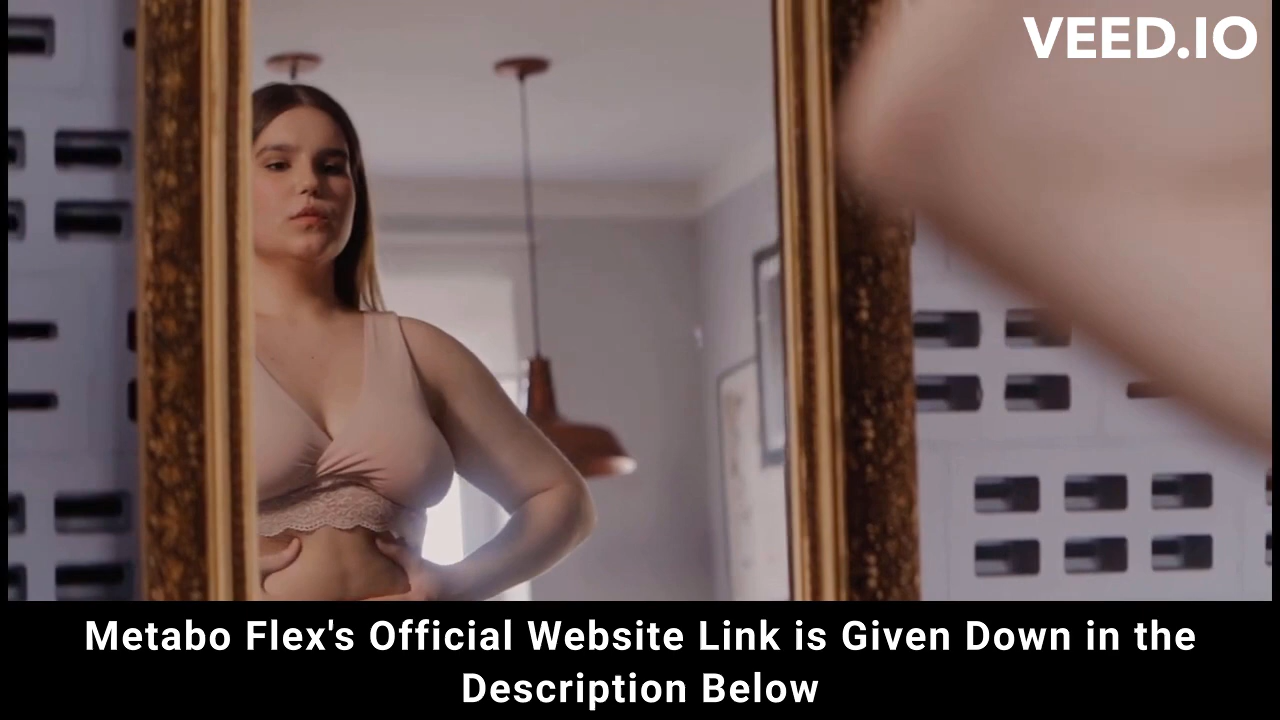 VEED.IO
Metabo Flex's Official Website Link is Given Down in the
Description Below